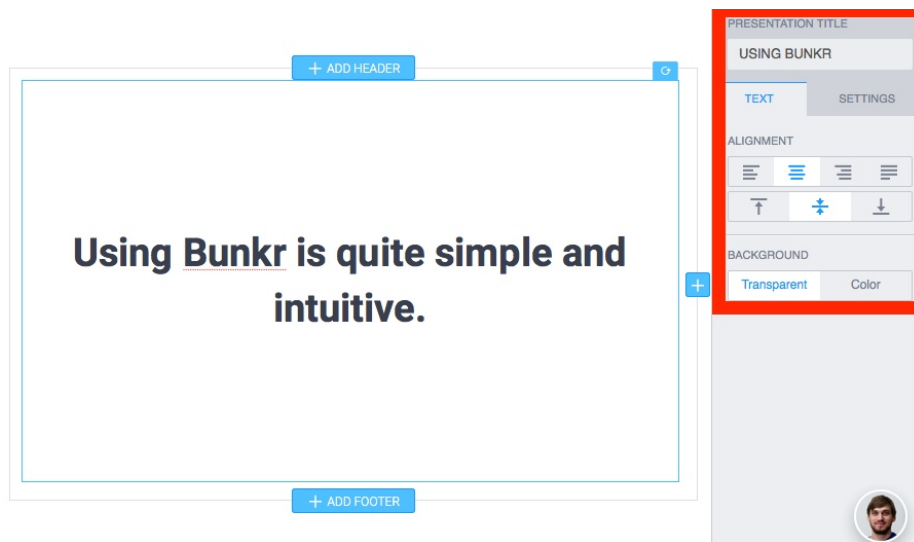 PRESENTATION TITLE
USING BUNKR
+ ADD HEADER
TEXT SETTINGS
ALIGNMENT
Using Bunkr is quite simple and
intuitive.
BACKGROUND
Transparent Color
+ ADD FOOTER